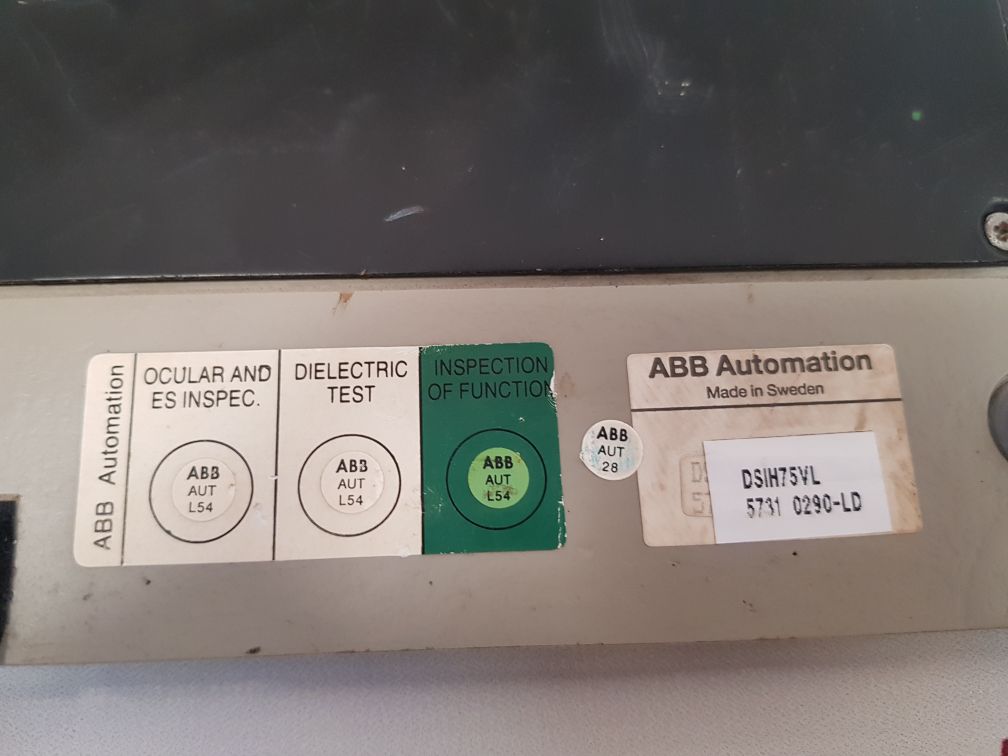 ABB Automation
OCULAR AND
ES INSPEC.
ABB
AUT
L54
DIELECTRIC
TEST
ABB
AUT
L54
INSPECTION
OF FUNCTION
ABB
AUT
L54
ABB
AUT
28
ABB Automation
Made in Sweden
DSIH75VL
5731 0290-LD